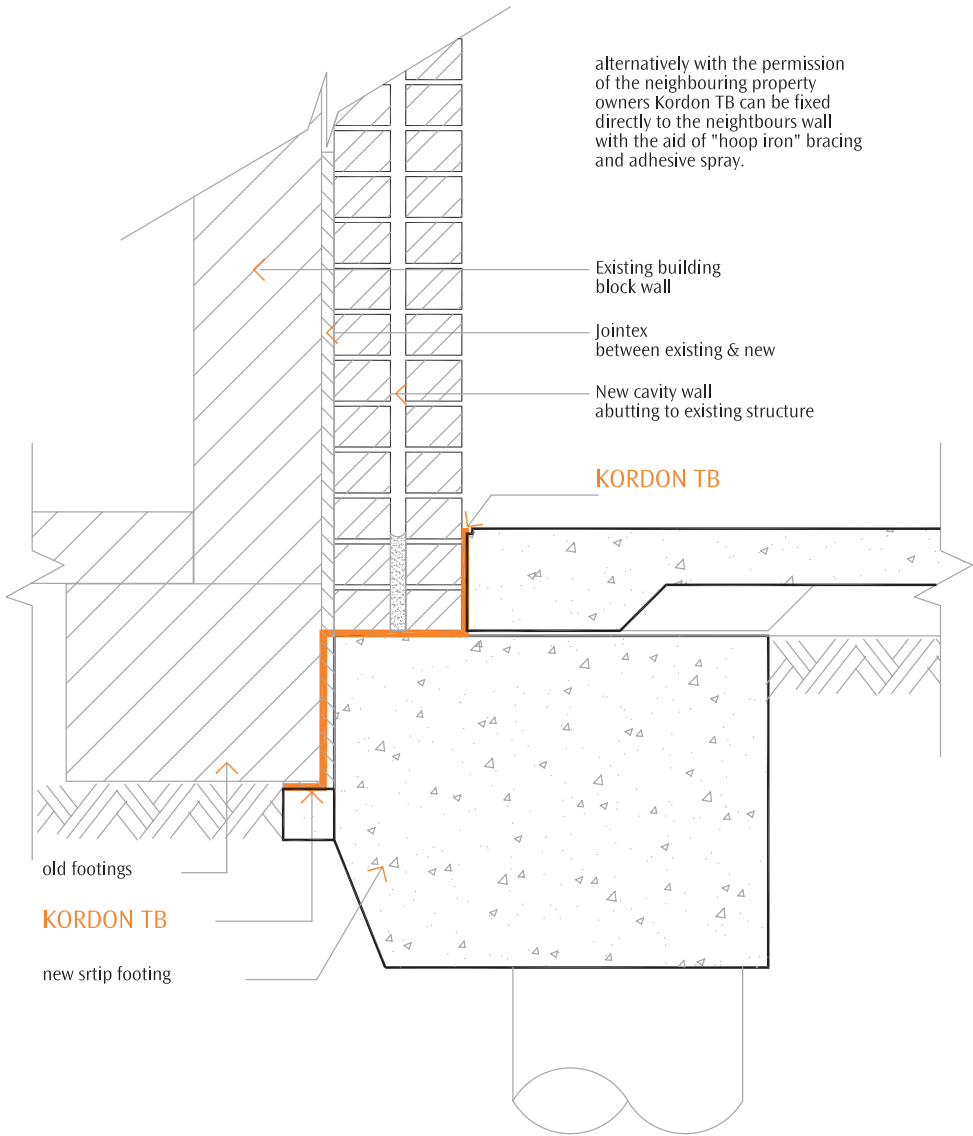 alternatively with the permission
of the neighbouring property
owners Kordon TB can be fixed
directly to the neightbours wall
with the aid of "hoop iron" bracing
and adhesive spray.
Existing building
block wall
Jointex
between existing & new
New cavity wall
abutting to existing structure
KORDON TB
old footings
KORDON TB
new srtip footing